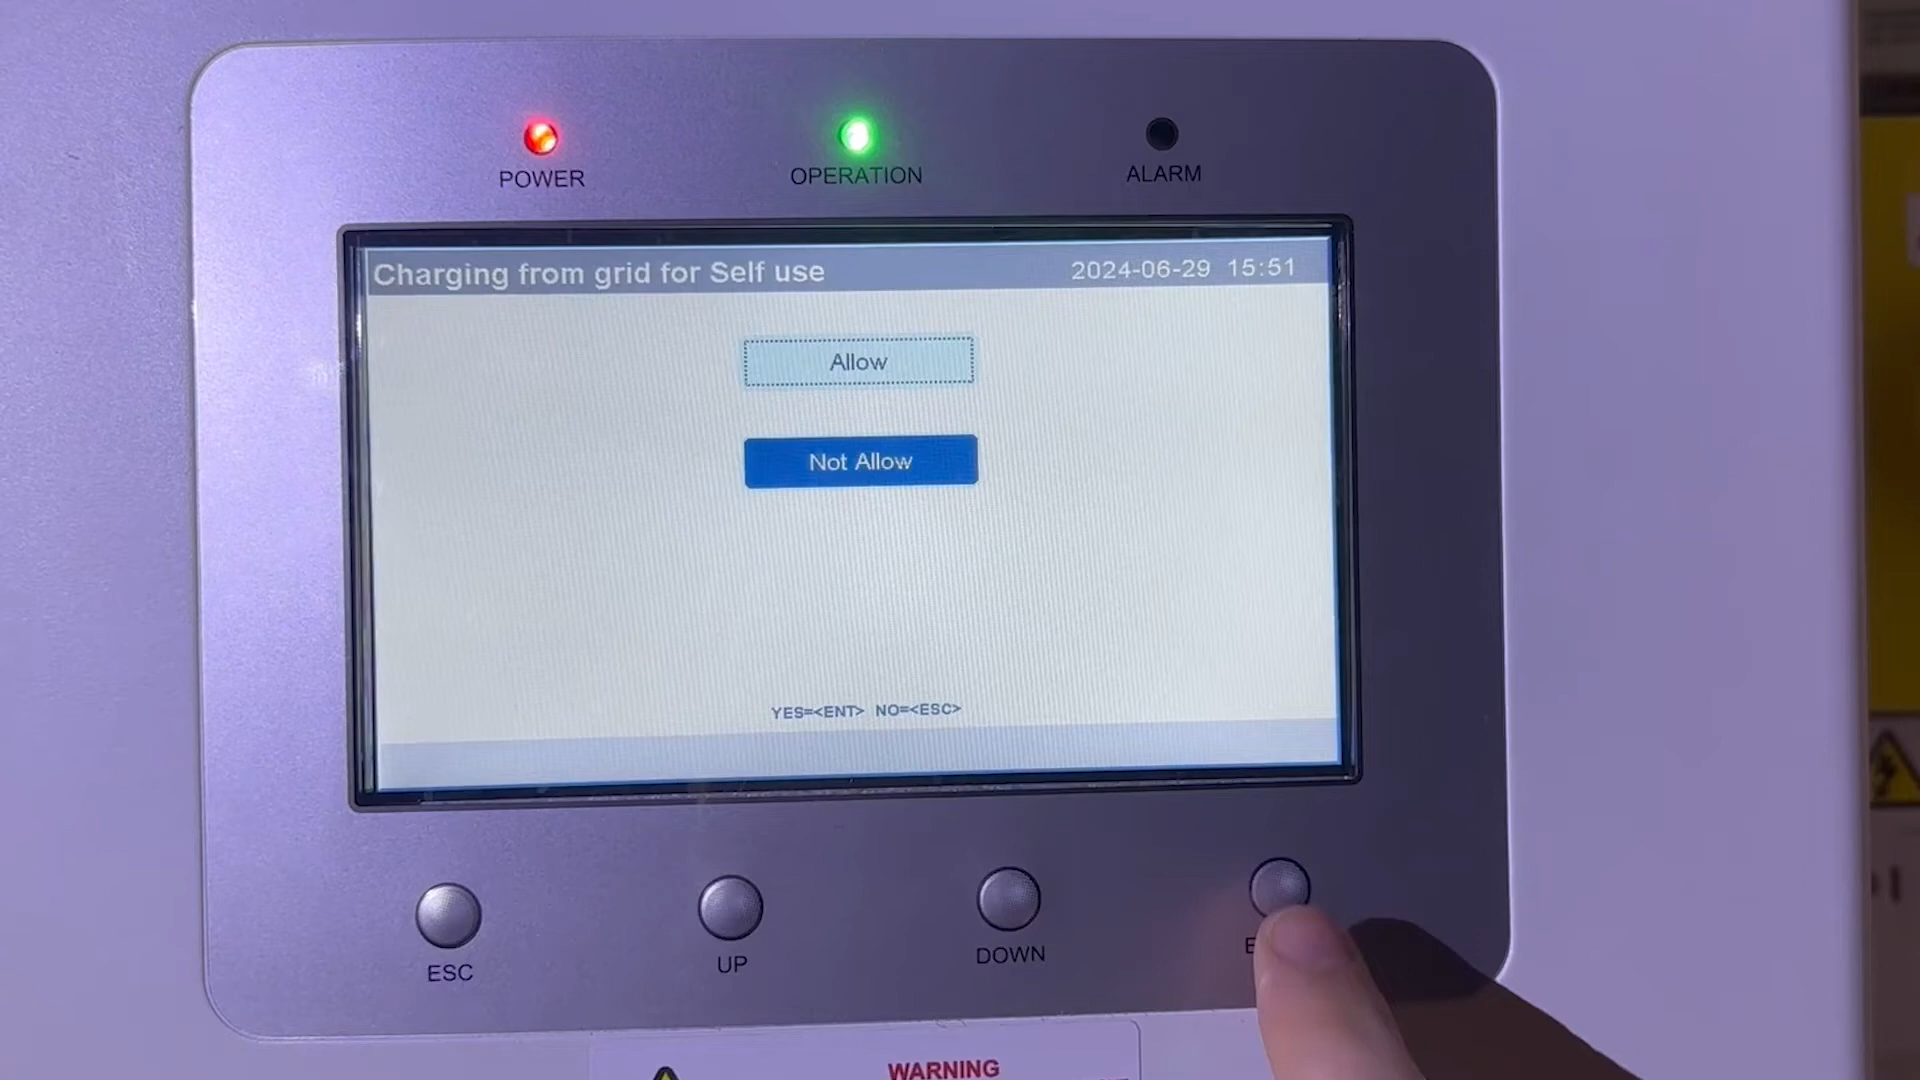 POWER
OPERATION
ALARM
Charging from grid for Self use
2024-06-29 15:51
Allow
Not Allow
YES=<ENT> NO=<ESC>
ESC
UP
DOWN
WARNING